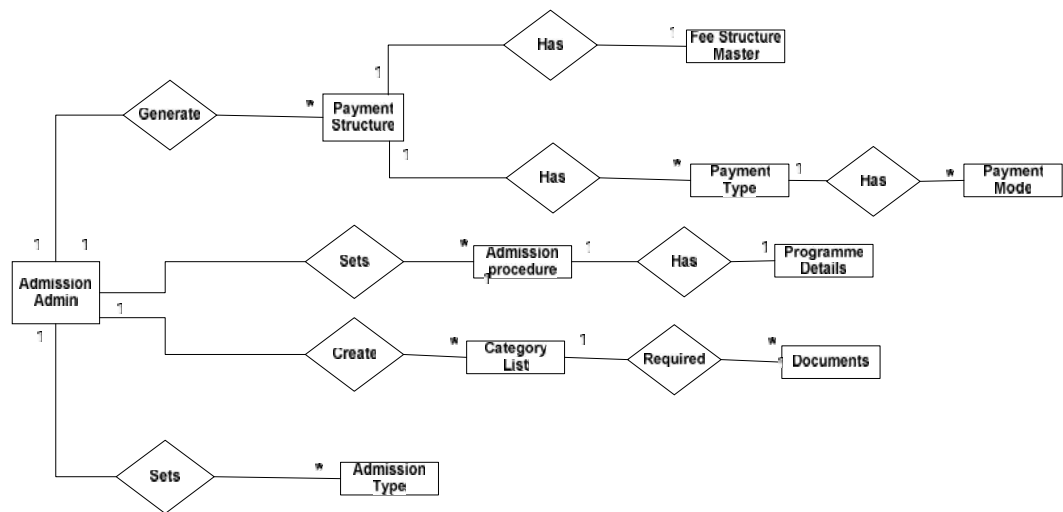 Has
1
Fee Structure
Master
1
Generate
*
Payment
Structure
1
Has
*
Payment
Type
1
Has
*
Payment
Mode
1
1
Admission
Admin
Sets
*
Admission
procedure
1
1
Has
1
Programme
Details
1
Create
*
Category
List
1
Required
*
Documents
1
Sets
*
Admission
Type